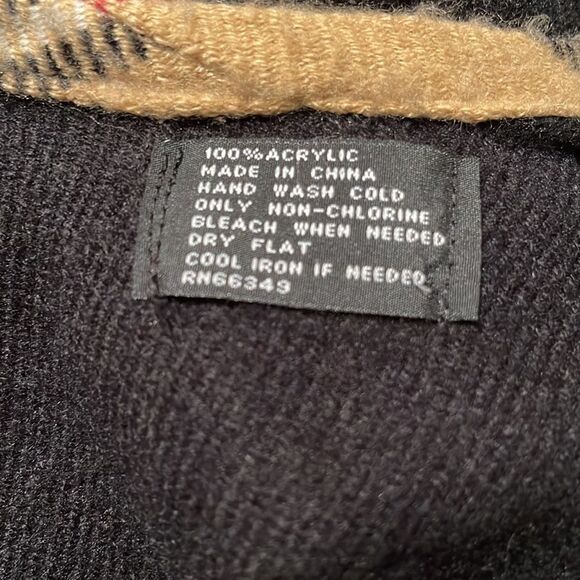 100%ACRYLIC
MADE IN CHINA
HAND WASH COLD
ONLY NON-CHLORINE
BLEACH WHEN NEEDED
DRY FLAT
COOL IRON IF NEEDED
RN66349